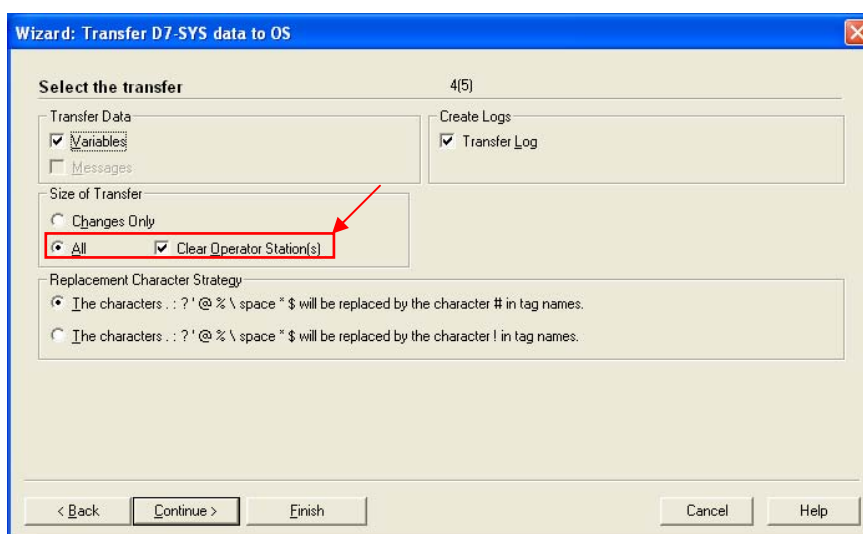 Wizard: Transfer D7-SYS data to OS
Select the transfer 4(5)
Transfer Data
Variables
Messages
Create Logs
Transfer Log
Size of Transfer
Changes Only
All Clear Operator Station(s)
Replacement Character Strategy
The characters . : ? ' @ % \ space * $ will be replaced by the character # in tag names.
The characters . : ? ' @ % \ space * $ will be replaced by the character ! in tag names.
< Back Continue > Finish Cancel Help